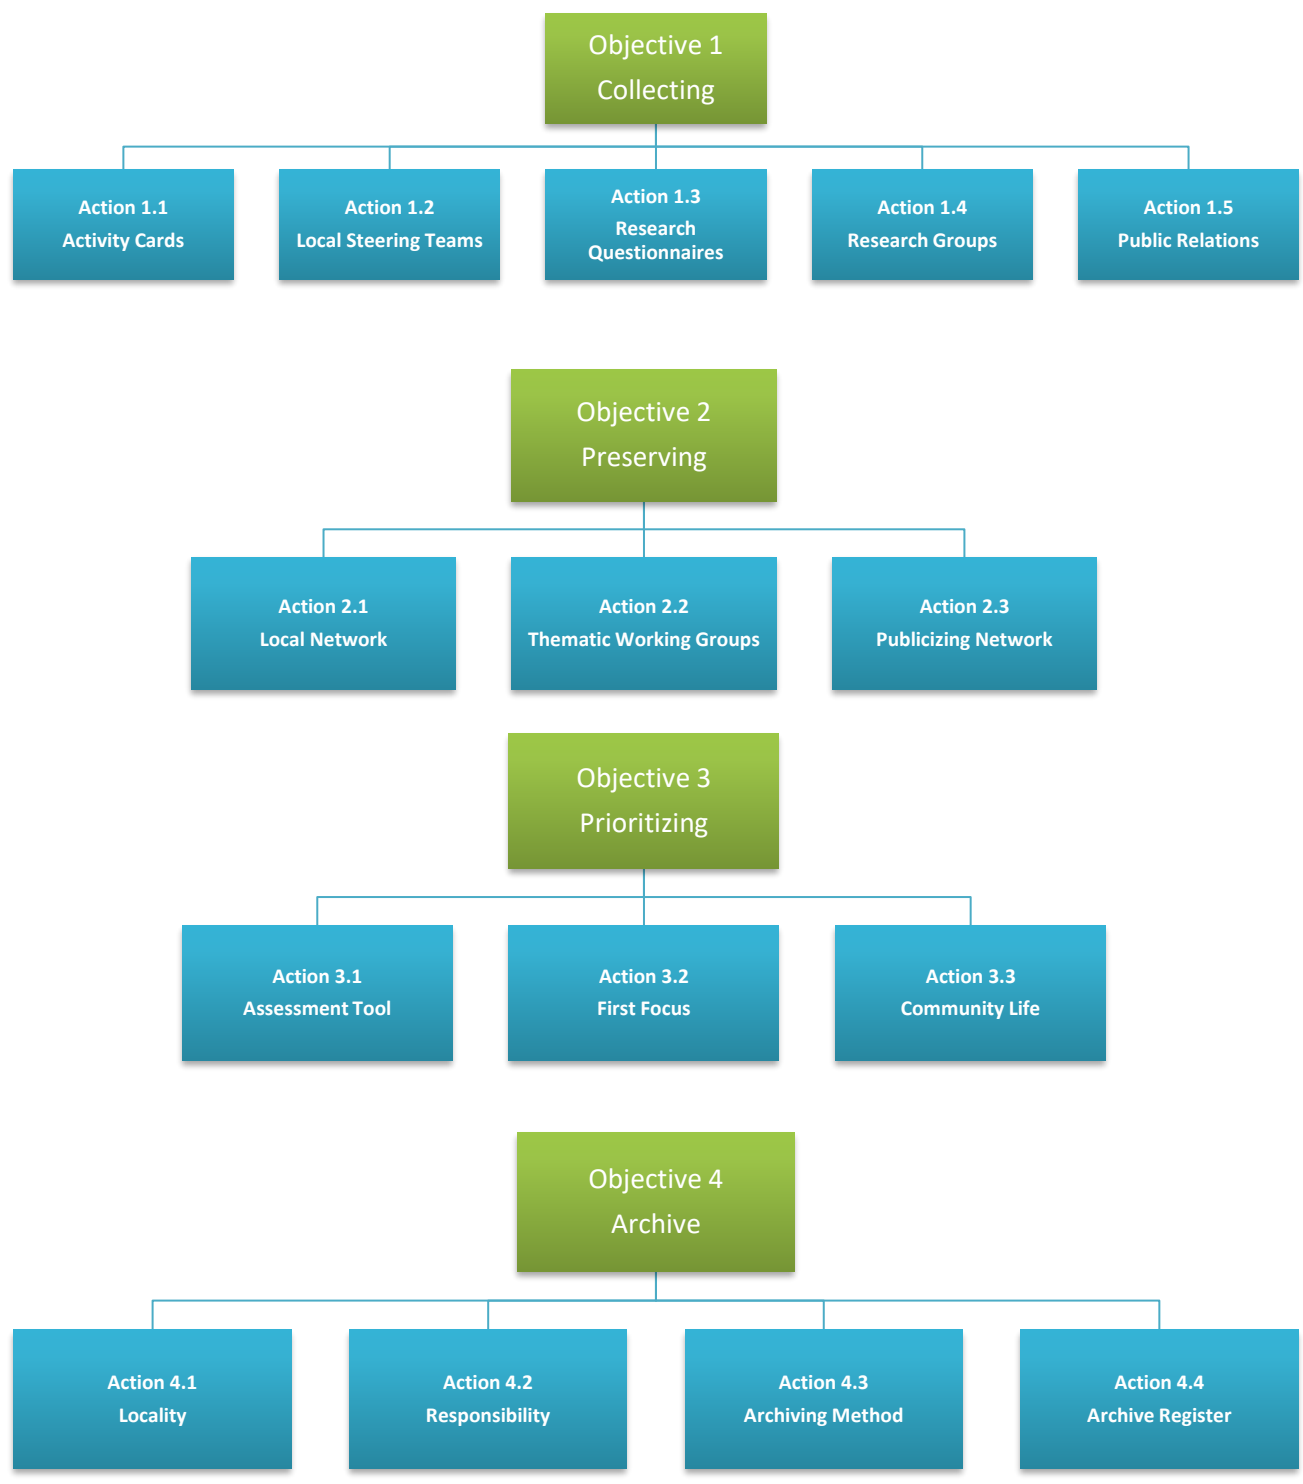 Objective 1
Collecting
Action 1.1
Activity Cards
Action 1.2
Local Steering Teams
Action 1.3
Research
Questionnaires
Action 1.4
Research Groups
Action 1.5
Public Relations
Objective 2
Preserving
Action 2.1
Local Network
Action 2.2
Thematic Working Groups
Action 2.3
Publicizing Network
Objective 3
Prioritizing
Action 3.1
Assessment Tool
Action 3.2
First Focus
Action 3.3
Community Life
Objective 4
Archive
Action 4.1
Locality
Action 4.2
Responsibility
Action 4.3
Archiving Method
Action 4.4
Archive Register